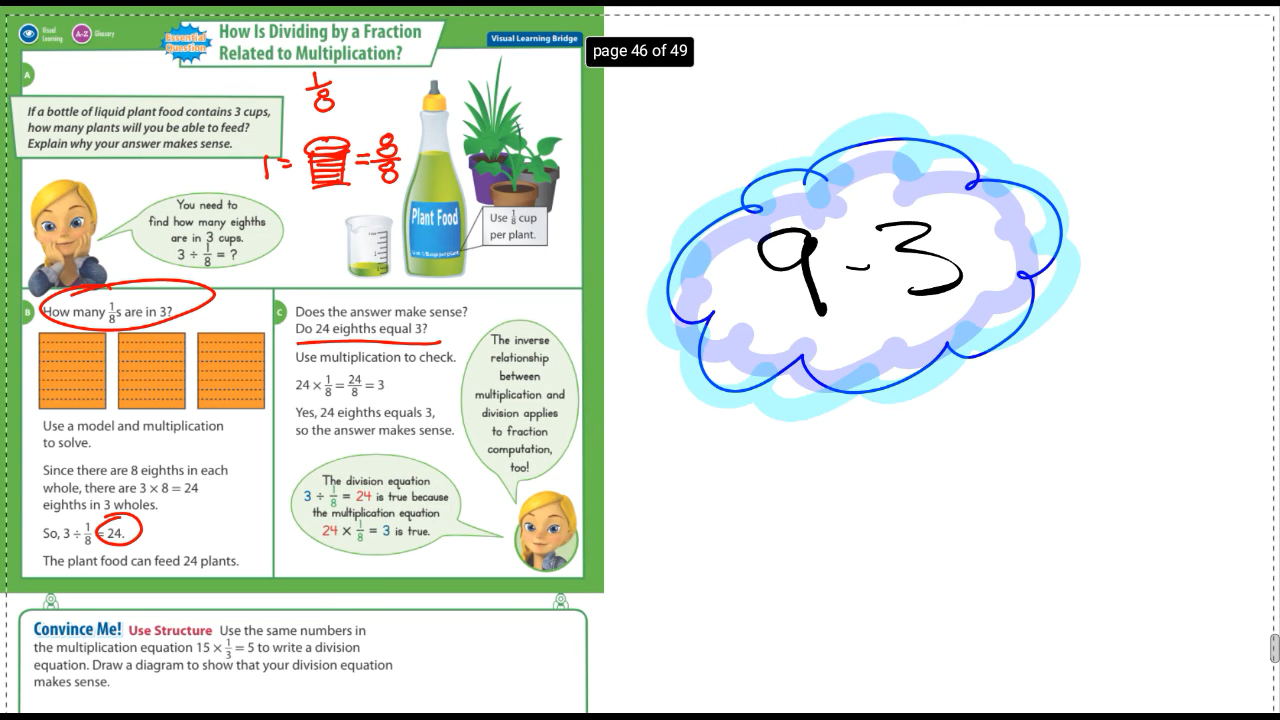 Visual
Learning
A-Z
Glossary
Essential
Question
How Is Dividing by a Fraction
Related to Multiplication?
Visual Learning Bridge
page 46 of 49
A
If a bottle of liquid plant food contains 3 cups,
how many plants will you be able to feed?
Explain why your answer makes sense.
1/8
1 = = 8/8
You need to
find how many eighths
are in 3 cups.
3 ÷ 1/8 = ?
Plant Food
Use 1/8 cup
per plant.
9-3
B
How many 1/8s are in 3?
Use a model and multiplication
to solve.
Since there are 8 eighths in each
whole, there are 3 × 8 = 24
eighths in 3 wholes.
So, 3 ÷ 1/8 = 24.
The plant food can feed 24 plants.
C
Does the answer make sense?
Do 24 eighths equal 3?
Use multiplication to check.
24 × 1/8 = 24/8 = 3
Yes, 24 eighths equals 3,
so the answer makes sense.
The inverse
relationship
between
multiplication and
division applies
to fraction
computation,
too!
The division equation
3 ÷ 1/8 = 24 is true because
the multiplication equation
24 × 1/8 = 3 is true.
Convince Me! Use Structure Use the same numbers in
the multiplication equation 15 × 1/3 = 5 to write a division
equation. Draw a diagram to show that your division equation
makes sense.